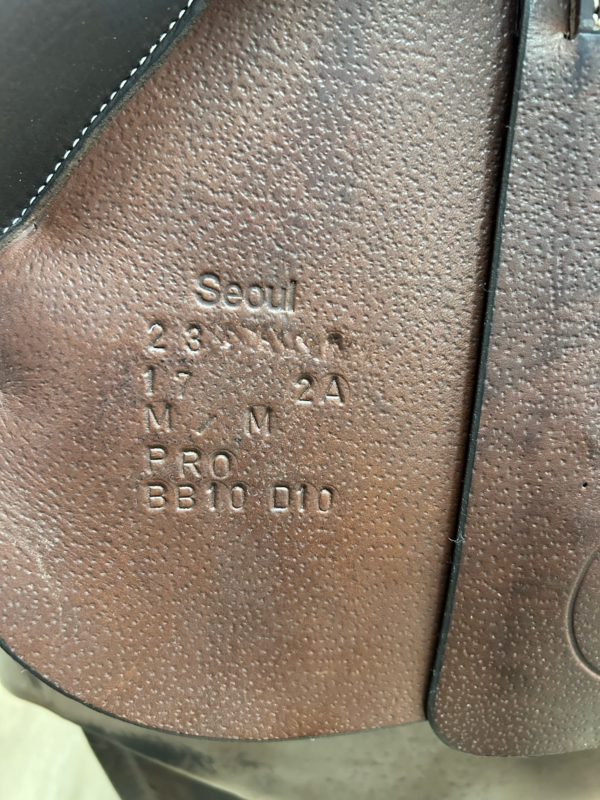 Seoul
23
17 2A
M / M
PRO
BB10 D10